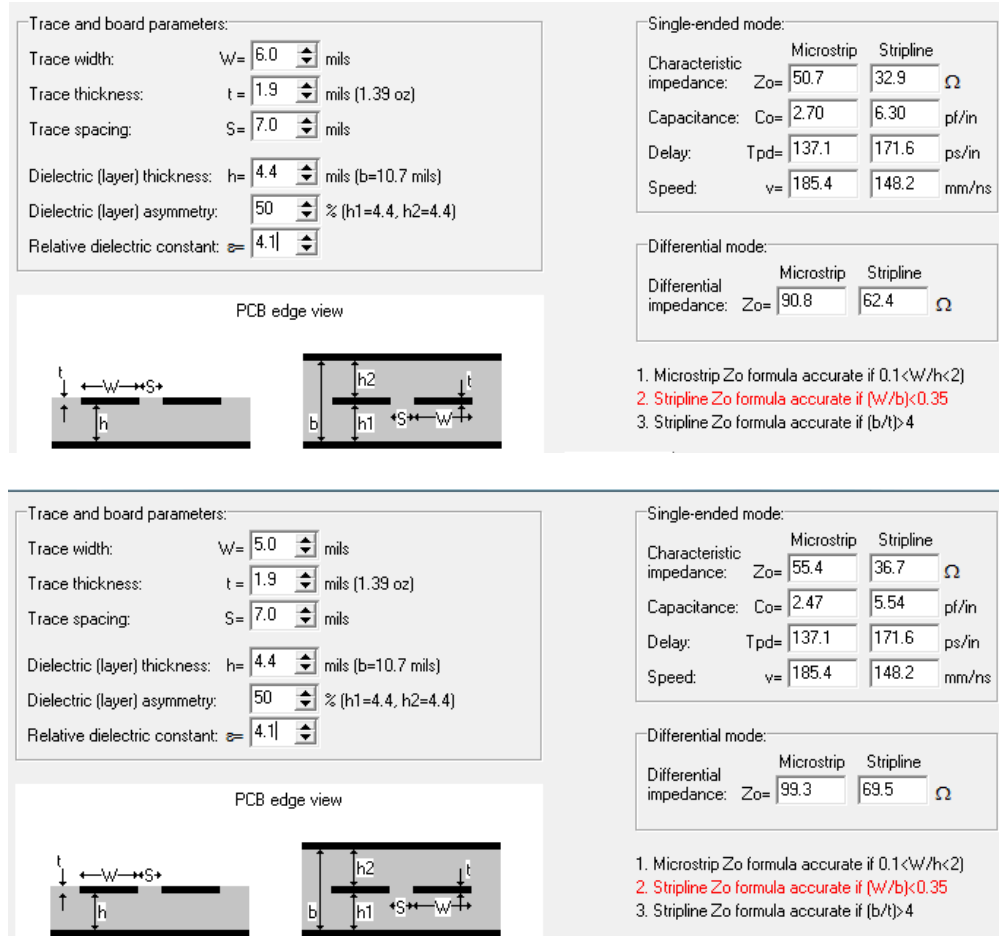 Trace and board parameters:
Trace width: W= 6.0 mils
Trace thickness: t = 1.9 mils (1.39 oz)
Trace spacing: S= 7.0 mils
Dielectric (layer) thickness: h= 4.4 mils (b=10.7 mils)
Dielectric (layer) asymmetry: 50 % (h1=4.4, h2=4.4)
Relative dielectric constant: ε= 4.1
PCB edge view
t W S h
b h2 h1 S W t
Single-ended mode:
Microstrip Stripline
Characteristic
impedance: Zo= 50.7 32.9 Ω
Capacitance: Co= 2.70 6.30 pf/in
Delay: Tpd= 137.1 171.6 ps/in
Speed: v= 185.4 148.2 mm/ns
Differential mode:
Microstrip Stripline
Differential
impedance: Zo= 90.8 62.4 Ω
1. Microstrip Zo formula accurate if 0.1<W/h<2)
2. Stripline Zo formula accurate if (W/b)<0.35
3. Stripline Zo formula accurate if (b/t)>4
Trace and board parameters:
Trace width: W= 5.0 mils
Trace thickness: t = 1.9 mils (1.39 oz)
Trace spacing: S= 7.0 mils
Dielectric (layer) thickness: h= 4.4 mils (b=10.7 mils)
Dielectric (layer) asymmetry: 50 % (h1=4.4, h2=4.4)
Relative dielectric constant: ε= 4.1
PCB edge view
t W S h
b h2 h1 S W t
Single-ended mode:
Microstrip Stripline
Characteristic
impedance: Zo= 55.4 36.7 Ω
Capacitance: Co= 2.47 5.54 pf/in
Delay: Tpd= 137.1 171.6 ps/in
Speed: v= 185.4 148.2 mm/ns
Differential mode:
Microstrip Stripline
Differential
impedance: Zo= 99.3 69.5 Ω
1. Microstrip Zo formula accurate if 0.1<W/h<2)
2. Stripline Zo formula accurate if (W/b)<0.35
3. Stripline Zo formula accurate if (b/t)>4